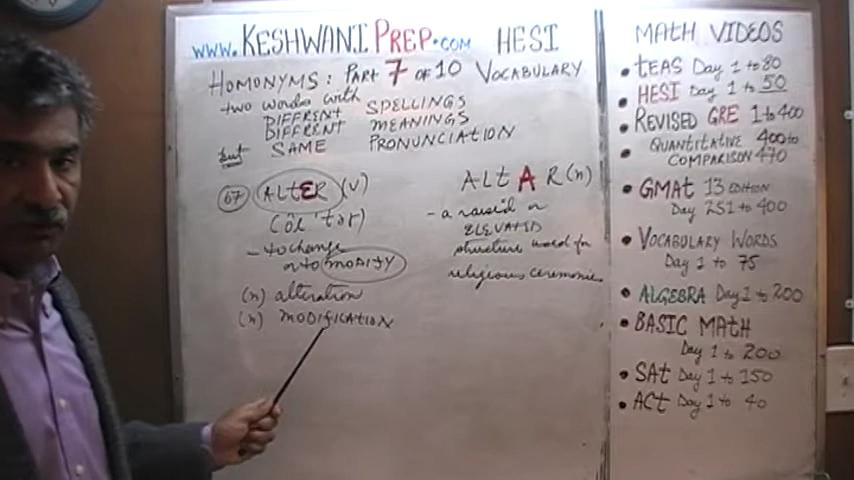 www.KESHWANIPREP.com HESI
HOMONYMS: PART 7 OF 10 VOCABULARY
two words with
DIFFERENT SPELLINGS
DIFFERENT MEANINGS
but SAME PRONUNCIATION
67 ALTER (v)
(ôl'tər)
- to change
or to MODIFY
(n) alteration
(n) MODIFICATION
ALTAR (n)
- a raised or
ELEVATED
structure used for
religious ceremonies
MATH VIDEOS
• TEAS Day 1 to 80
• HESI Day 1 to 50
• REVISED GRE 1 to 400
• QUANTITATIVE 400 to
COMPARISON 470
• GMAT 13 EDITION
Day 251 to 400
• VOCABULARY WORDS
Day 1 to 75
• ALGEBRA Day 1 to 200
• BASIC MATH
Day 1 to 200
• SAT Day 1 to 150
• ACT Day 1 to 40